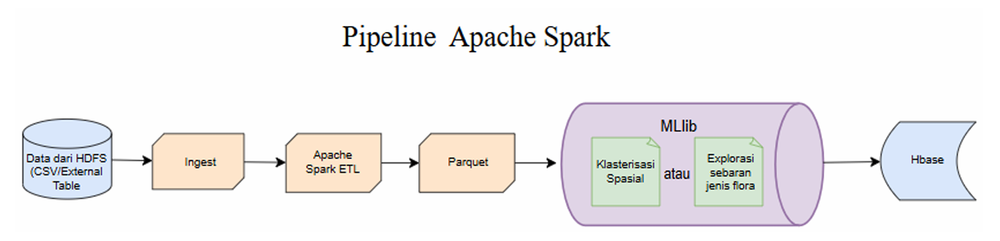 Pipeline Apache Spark
Data dari HDFS
(CSV/External
Table
Ingest
Apache
Spark ETL
Parquet
MLlib
Klasterisasi
Spasial
atau
Explorasi
sebaran
jenis flora
Hbase